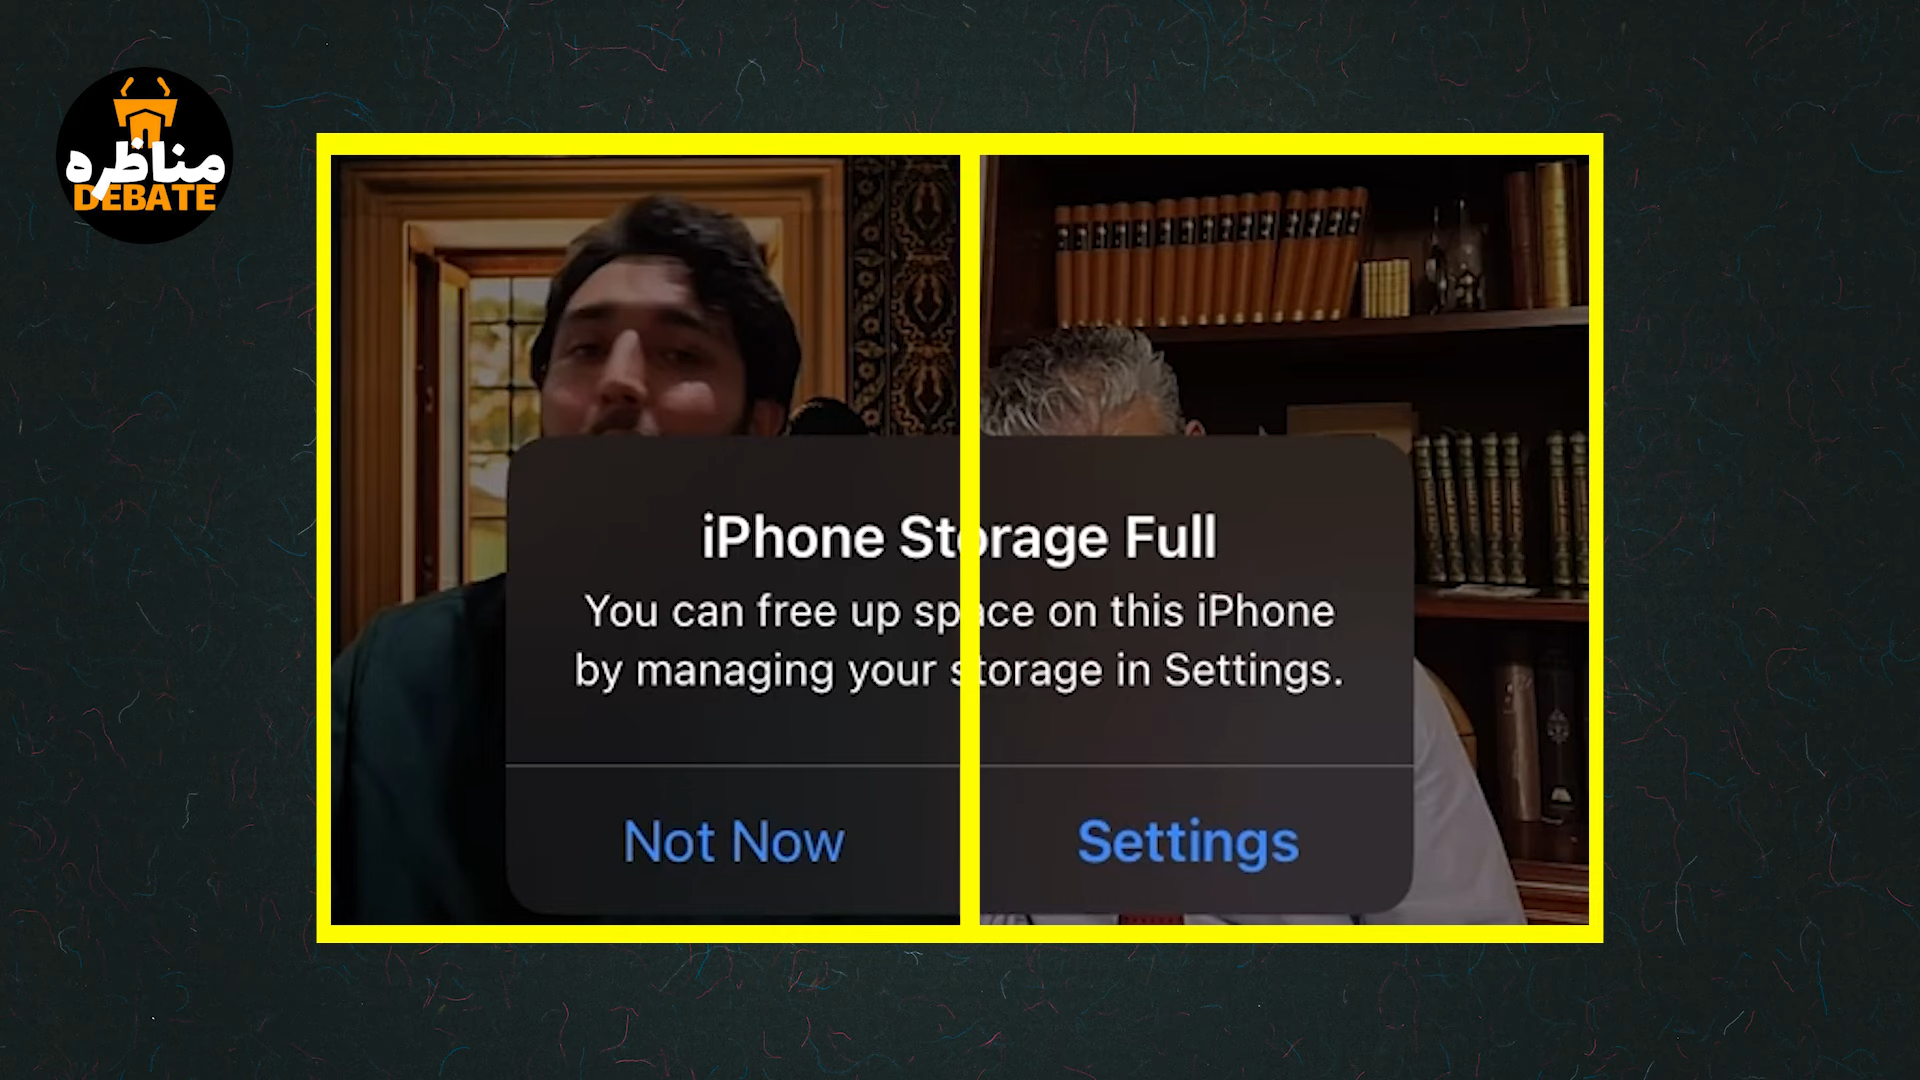 مناظره
DEBATE
iPhone Storage Full
You can free up space on this iPhone
by managing your storage in Settings.
Not Now
Settings